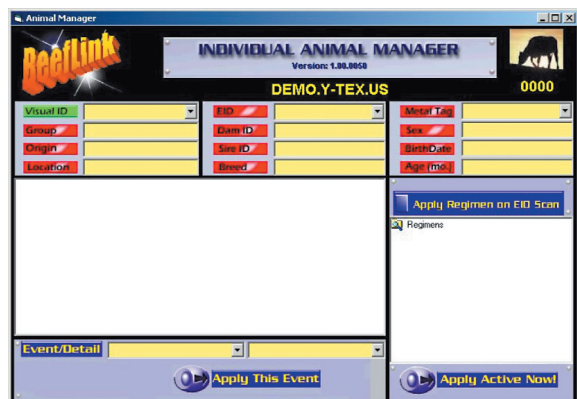 Animal Manager
BeefLink
INDIVIDUAL ANIMAL MANAGER
Version: 1.00.0050
DEMO.Y-TEX.US
0000
Visual ID
EID
Metal Tag
Group
Dam ID
Sex
Origin
Sire ID
BirthDate
Location
Breed
Age (mo.)
Apply Regimen on EID Scan
Regimens
Event/Detail
Apply This Event
Apply Active Now!